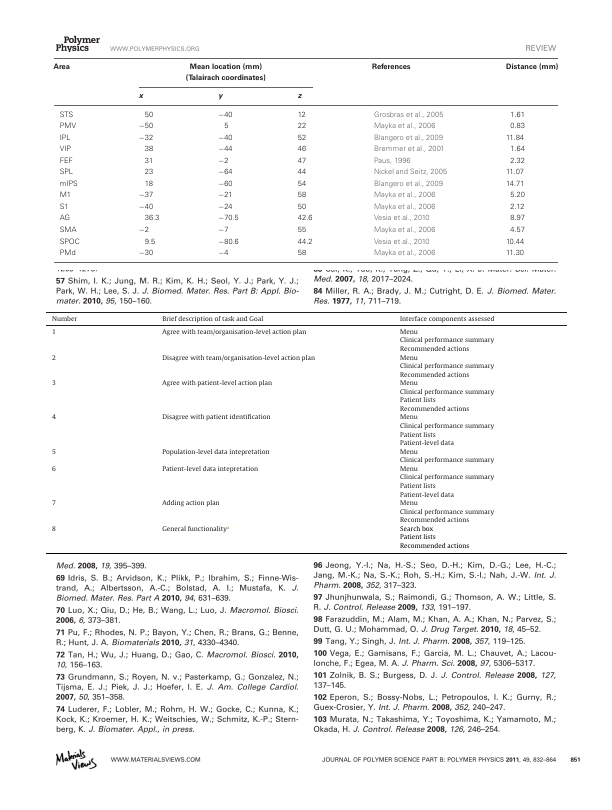 Polymer
Physics WWW.POLYMERPHYSICS.ORG REVIEW
Area Mean location (mm) References Distance (mm)
(Talairach coordinates)
x y z
STS 50 −40 12 Grosbras et al., 2005 1.61
PMV −50 5 22 Mayka et al., 2006 0.83
IPL −32 −40 52 Blangero et al., 2009 11.84
VIP 38 −44 46 Bremmer et al., 2001 1.64
FEF 31 −2 47 Paus, 1996 2.32
SPL 23 −64 44 Nickel and Seitz, 2005 11.07
mIPS 18 −60 54 Blangero et al., 2009 14.71
M1 −37 −21 58 Mayka et al., 2006 5.20
S1 −40 −24 50 Mayka et al., 2006 2.12
AG 36.3 −70.5 42.6 Vesia et al., 2010 8.97
SMA −2 −7 55 Mayka et al., 2006 4.57
SPOC 9.5 −80.6 44.2 Vesia et al., 2010 10.44
PMd −30 −4 58 Mayka et al., 2006 11.30
57 Shim, I. K.; Jung, M. R.; Kim, K. H.; Seol, Y. J.; Park, Y. J.;
Park, W. H.; Lee, S. J. J. Biomed. Mater. Res. Part B: Appl. Bio-
mater. 2010, 95, 150–160.
Med. 2007, 18, 2017–2024.
84 Miller, R. A.; Brady, J. M.; Cutright, D. E. J. Biomed. Mater.
Res. 1977, 11, 711–719.
Number Brief description of task and Goal Interface components assessed
1 Agree with team/organisation-level action plan Menu
Clinical performance summary
Recommended actions
2 Disagree with team/organisation-level action plan Menu
Clinical performance summary
Recommended actions
3 Agree with patient-level action plan Menu
Clinical performance summary
Patient lists
Recommended actions
4 Disagree with patient identification Menu
Clinical performance summary
Patient lists
Patient-level data
5 Population-level data intepretation Menu
Clinical performance summary
6 Patient-level data intepretation Menu
Clinical performance summary
Patient lists
Patient-level data
7 Adding action plan Menu
Clinical performance summary
Recommended actions
8 General functionalityᵃ Search box
Patient lists
Recommended actions
Med. 2008, 19, 395–399.
69 Idris, S. B.; Arvidson, K.; Plikk, P.; Ibrahim, S.; Finne-Wis-
trand, A.; Albertsson, A.-C.; Bolstad, A. I.; Mustafa, K. J.
Biomed. Mater. Res. Part A 2010, 94, 631–639.
70 Luo, X.; Qiu, D.; He, B.; Wang, L.; Luo, J. Macromol. Biosci.
2006, 6, 373–381.
71 Pu, F.; Rhodes, N. P.; Bayon, Y.; Chen, R.; Brans, G.; Benne,
R.; Hunt, J. A. Biomaterials 2010, 31, 4330–4340.
72 Tan, H.; Wu, J.; Huang, D.; Gao, C. Macromol. Biosci. 2010,
10, 156–163.
73 Grundmann, S.; Royen, N. v.; Pasterkamp, G.; Gonzalez, N.;
Tijsma, E. J.; Piek, J. J.; Hoefer, I. E. J. Am. College Cardiol.
2007, 50, 351–358.
74 Luderer, F.; Lobler, M.; Rohm, H. W.; Gocke, C.; Kunna, K.;
Kock, K.; Kroemer, H. K.; Weitschies, W.; Schmitz, K.-P.; Stern-
berg, K. J. Biomater. Appl., in press.
96 Jeong, Y.-I.; Na, H.-S.; Seo, D.-H.; Kim, D.-G.; Lee, H.-C.;
Jang, M.-K.; Na, S.-K.; Roh, S.-H.; Kim, S.-I.; Nah, J.-W. Int. J.
Pharm. 2008, 352, 317–323.
97 Jhunjhunwala, S.; Raimondi, G.; Thomson, A. W.; Little, S.
R. J. Control. Release 2009, 133, 191–197.
98 Farazuddin, M.; Alam, M.; Khan, A. A.; Khan, N.; Parvez, S.;
Dutt, G. U.; Mohammad, O. J. Drug Target. 2010, 18, 45–52.
99 Tang, Y.; Singh, J. Int. J. Pharm. 2008, 357, 119–125.
100 Vega, E.; Gamisans, F.; Garcia, M. L.; Chauvet, A.; Lacou-
lonche, F.; Egea, M. A. J. Pharm. Sci. 2008, 97, 5306–5317.
101 Zolnik, B. S.; Burgess, D. J. J. Control. Release 2008, 127,
137–145.
102 Eperson, S.; Bossy-Nobs, L.; Petropoulos, I. K.; Gurny, R.;
Guex-Crosier, Y. Int. J. Pharm. 2008, 352, 240–247.
103 Murata, N.; Takashima, Y.; Toyoshima, K.; Yamamoto, M.;
Okada, H. J. Control. Release 2008, 126, 246–254.
Materials
Views WWW.MATERIALSVIEWS.COM JOURNAL OF POLYMER SCIENCE PART B: POLYMER PHYSICS 2011, 49, 832–864 851